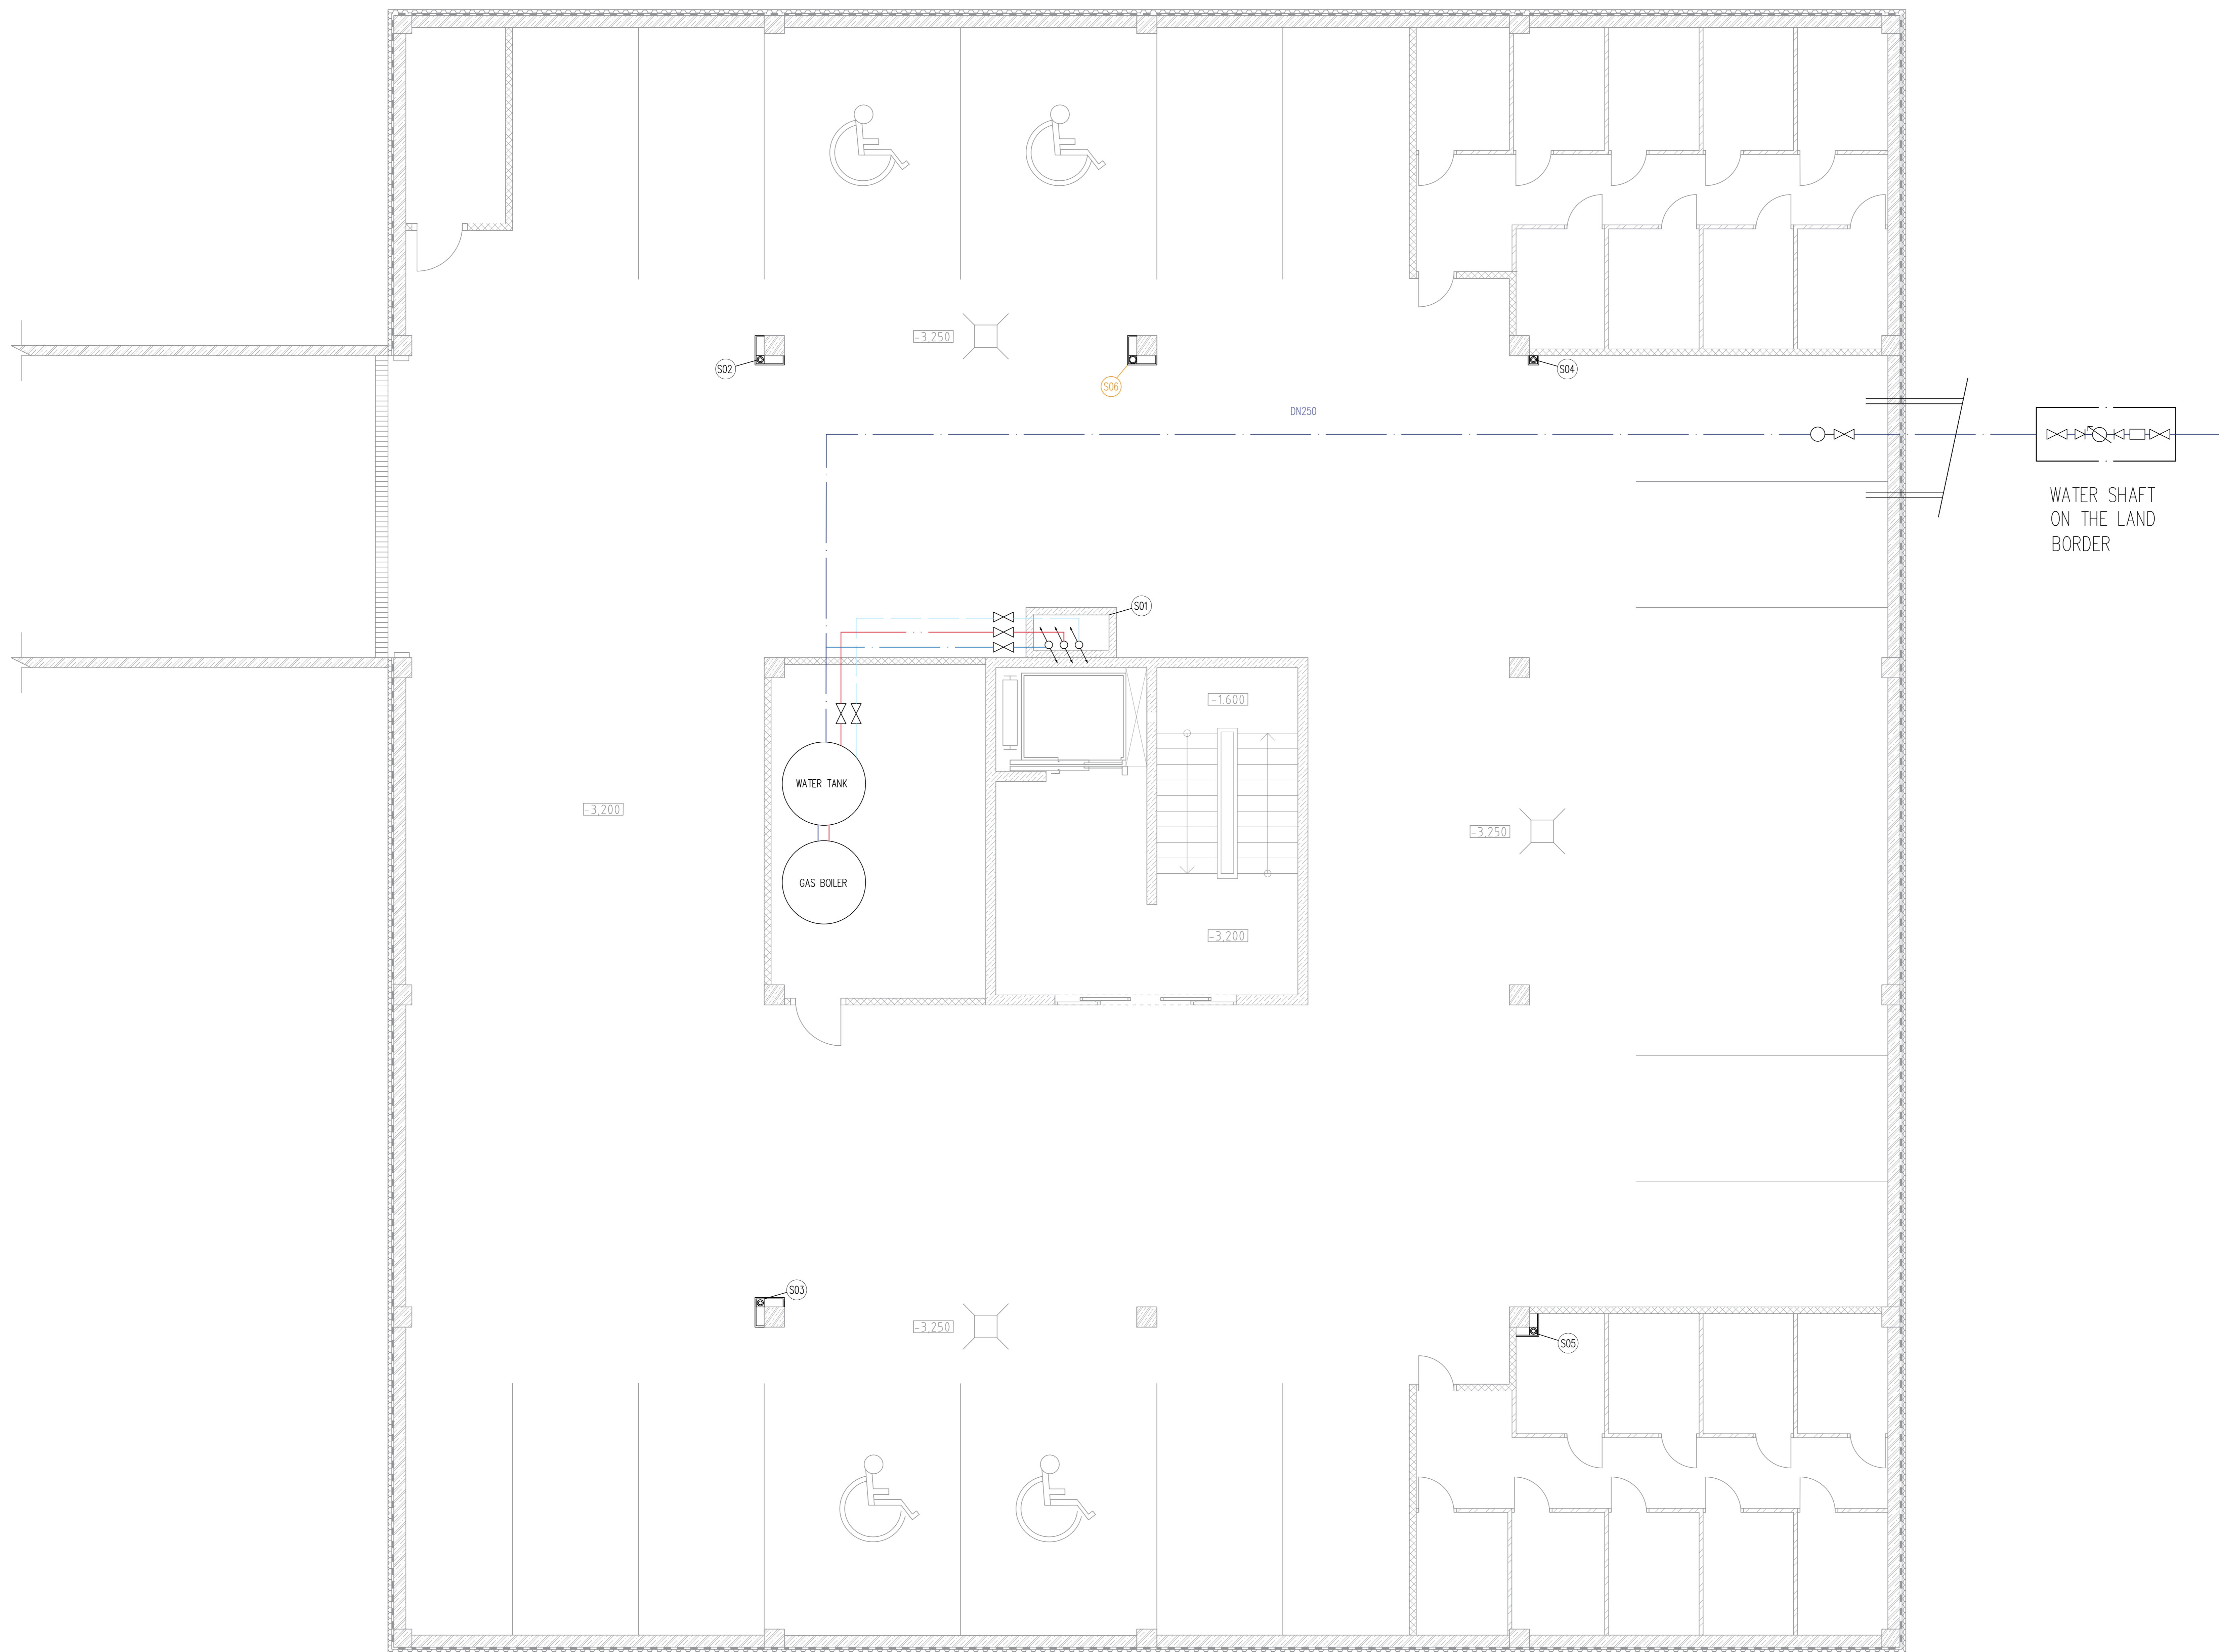 -3,250
S02
S06
S04
DN250
WATER SHAFT
ON THE LAND
BORDER
S01
-1.600
WATER TANK
-3,200
-3,250
GAS BOILER
-3,200
S03
-3,250
S05